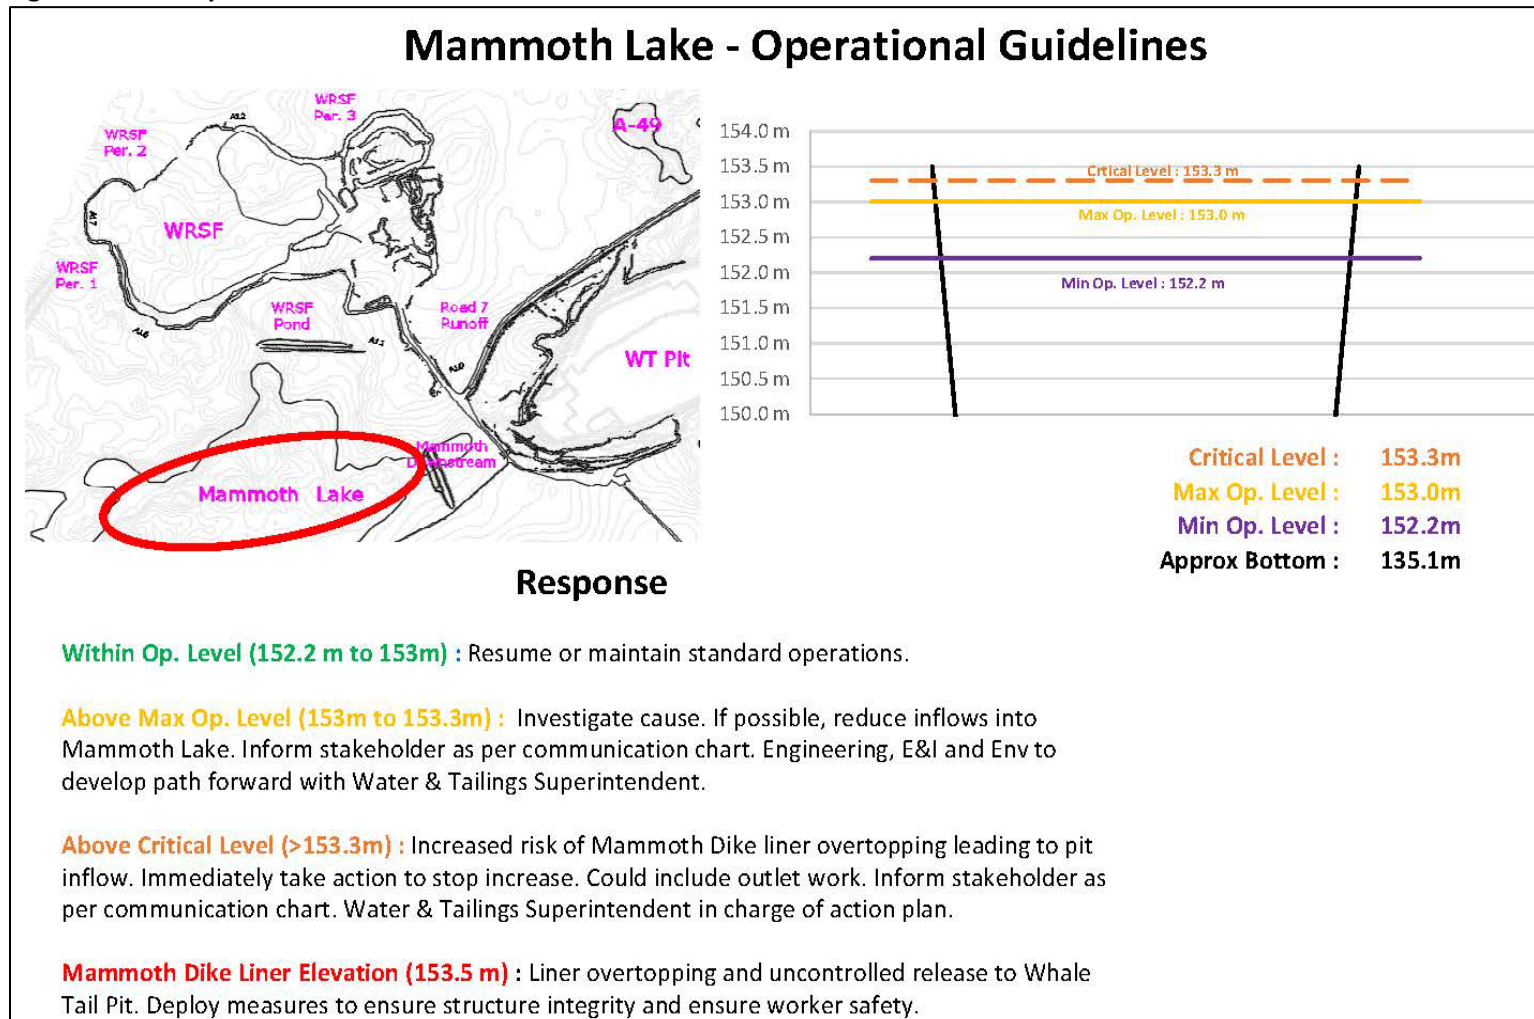 Mammoth Lake - Operational Guidelines
WRSF
Per. 3
A12
WRSF
Per. 2
A-49
A17
WRSF
WRSF
Per. 1
A16
WRSF
Pond
A11
Road 7
Runoff
A10
WT Pit
Mammoth
Downstream
Mammoth Lake
154.0 m
153.5 m
153.0 m
152.5 m
152.0 m
151.5 m
151.0 m
150.5 m
150.0 m
Crtical Level : 153.3 m
Max Op. Level : 153.0 m
Min Op. Level : 152.2 m
Critical Level : 153.3m
Max Op. Level : 153.0m
Min Op. Level : 152.2m
Approx Bottom : 135.1m
Response
Within Op. Level (152.2 m to 153m) : Resume or maintain standard operations.
Above Max Op. Level (153m to 153.3m) : Investigate cause. If possible, reduce inflows into
Mammoth Lake. Inform stakeholder as per communication chart. Engineering, E&I and Env to
develop path forward with Water & Tailings Superintendent.
Above Critical Level (>153.3m) : Increased risk of Mammoth Dike liner overtopping leading to pit
inflow. Immediately take action to stop increase. Could include outlet work. Inform stakeholder as
per communication chart. Water & Tailings Superintendent in charge of action plan.
Mammoth Dike Liner Elevation (153.5 m) : Liner overtopping and uncontrolled release to Whale
Tail Pit. Deploy measures to ensure structure integrity and ensure worker safety.